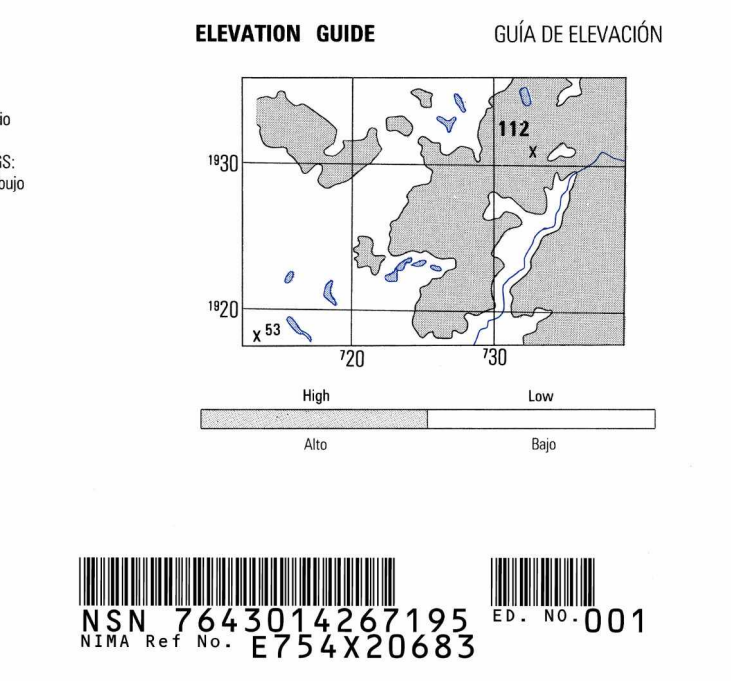 ELEVATION GUIDE GUÍA DE ELEVACIÓN
112
X
1930
1920
X 53
720 730
High Low
Alto Bajo
NSN 7643014267195 ED. NO. 001
NIMA Ref No. E754X20683